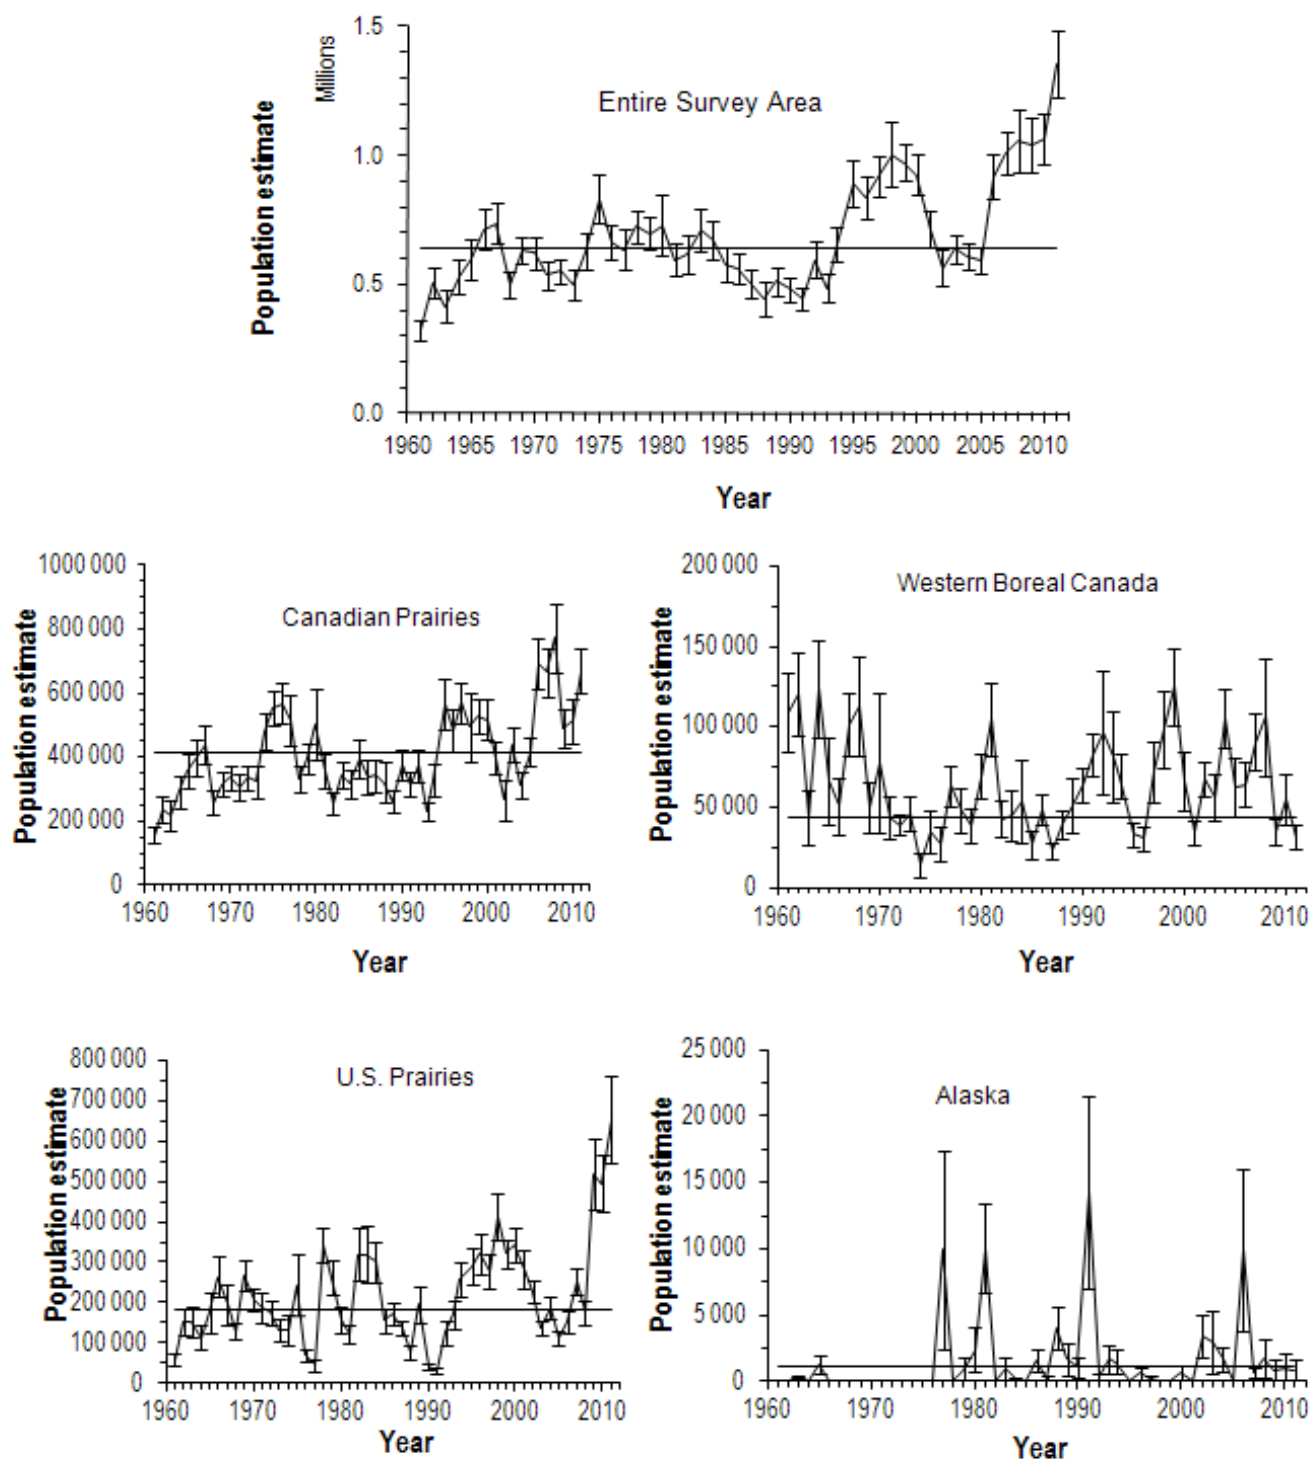 Entire Survey Area
Millions
Population estimate
1.5
1.0
0.5
0.0
1960 1965 1970 1975 1980 1985 1990 1995 2000 2005 2010
Year
Canadian Prairies
Population estimate
1000 000
800 000
600 000
400 000
200 000
0
1960 1970 1980 1990 2000 2010
Year
Western Boreal Canada
Population estimate
200 000
150 000
100 000
50 000
0
1960 1970 1980 1990 2000 2010
Year
U.S. Prairies
Population estimate
800 000
700 000
600 000
500 000
400 000
300 000
200 000
100 000
0
1960 1970 1980 1990 2000 2010
Year
Alaska
Population estimate
25 000
20 000
15 000
10 000
5 000
0
1960 1970 1980 1990 2000 2010
Year